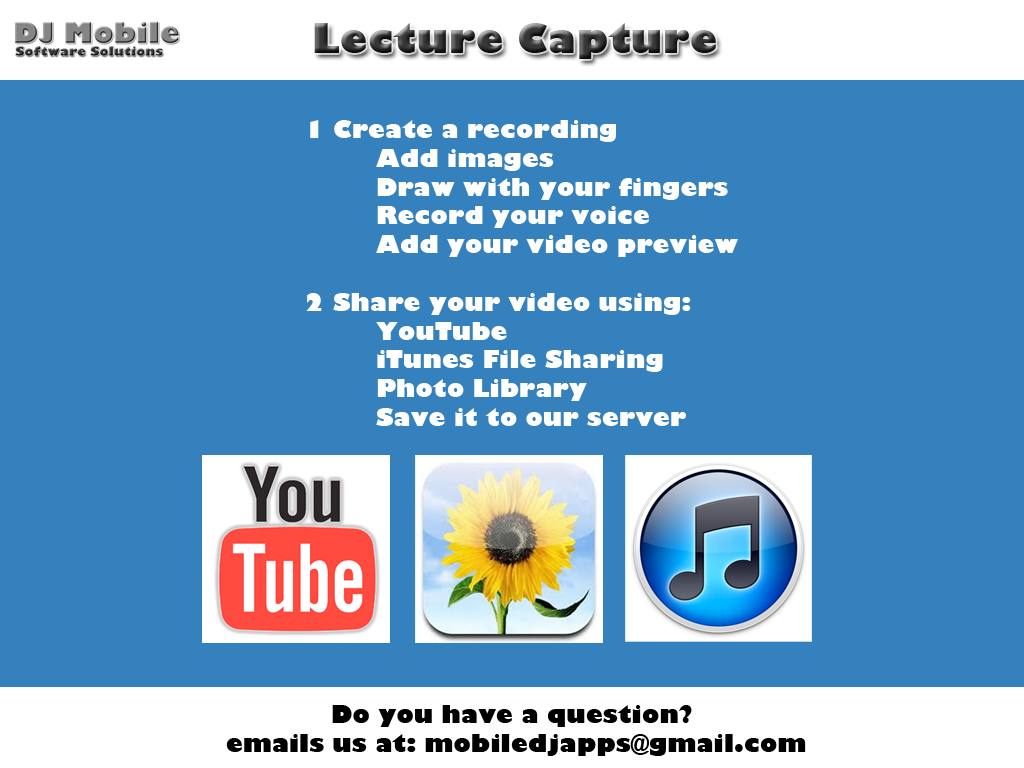 DJ Mobile
Software Solutions
Lecture Capture
1 Create a recording
Add images
Draw with your fingers
Record your voice
Add your video preview
2 Share your video using:
YouTube
iTunes File Sharing
Photo Library
Save it to our server
You
Tube
Do you have a question?
emails us at: mobiledjapps@gmail.com